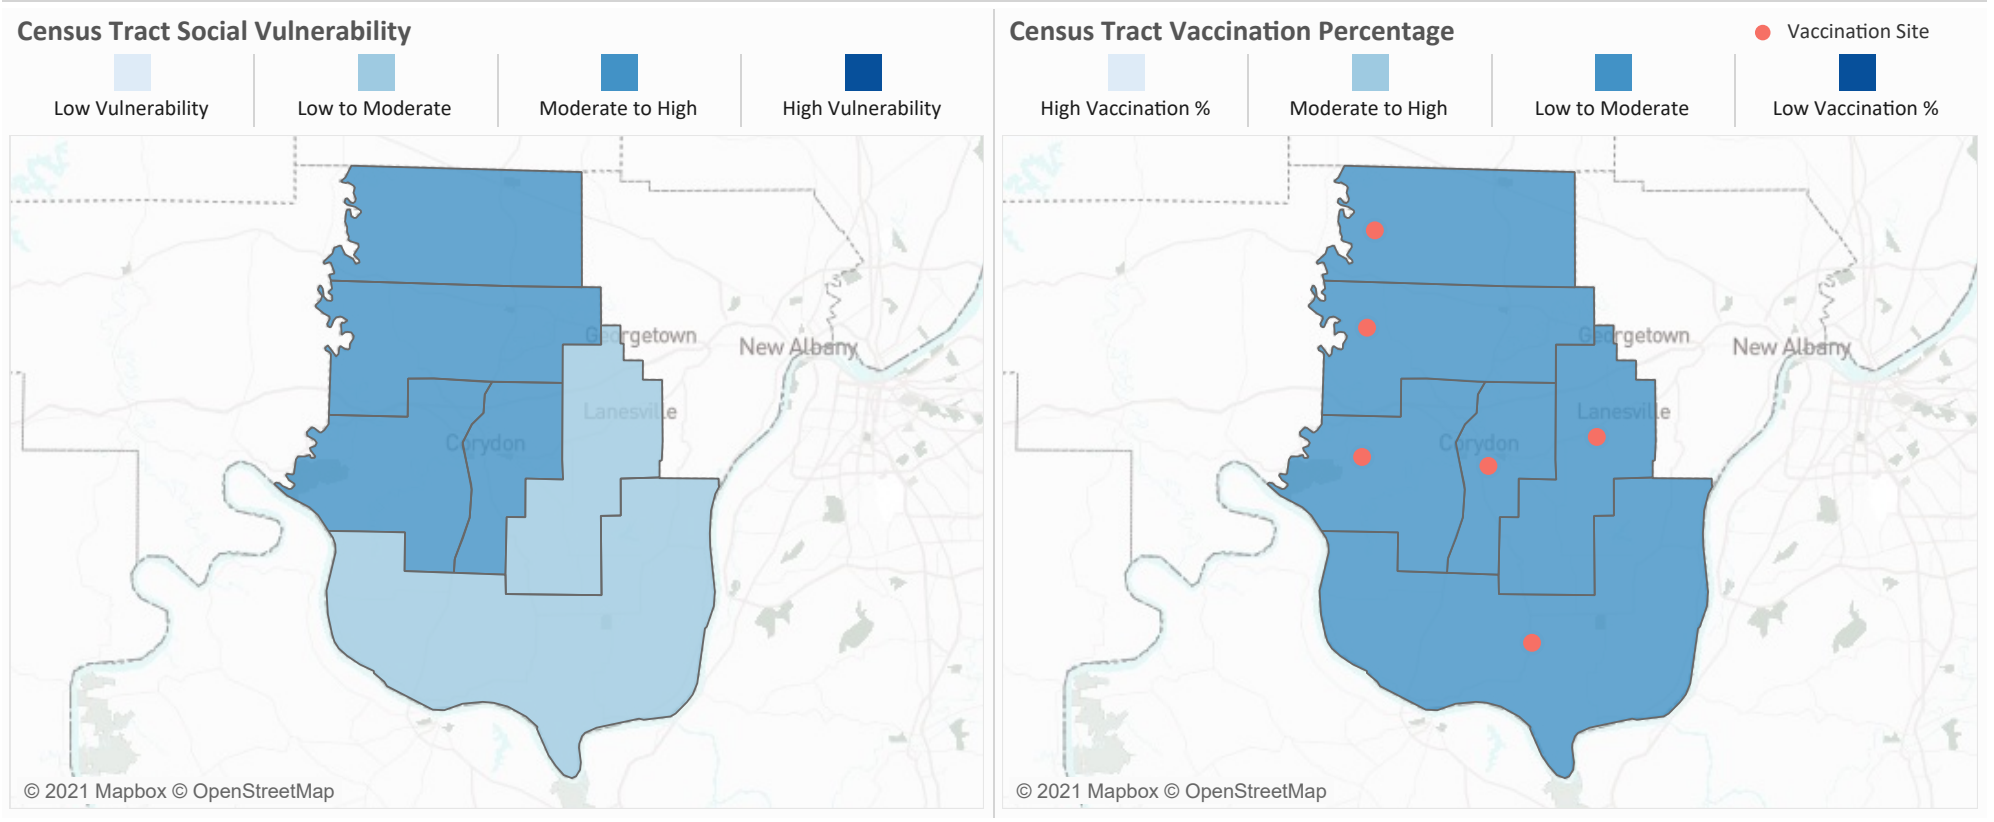 Census Tract Social Vulnerability
Low Vulnerability
Low to Moderate
Moderate to High
High Vulnerability
Georgetown
New Albany
Lanesville
Corydon
© 2021 Mapbox © OpenStreetMap
Census Tract Vaccination Percentage
Vaccination Site
High Vaccination %
Moderate to High
Low to Moderate
Low Vaccination %
Georgetown
New Albany
Lanesville
Corydon
© 2021 Mapbox © OpenStreetMap